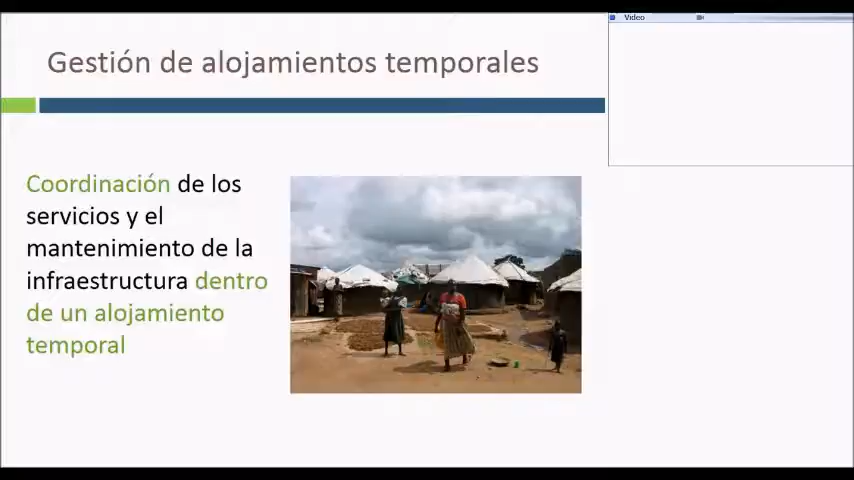 Video
Gestión de alojamientos temporales
Coordinación de los
servicios y el
mantenimiento de la
infraestructura dentro
de un alojamiento
temporal